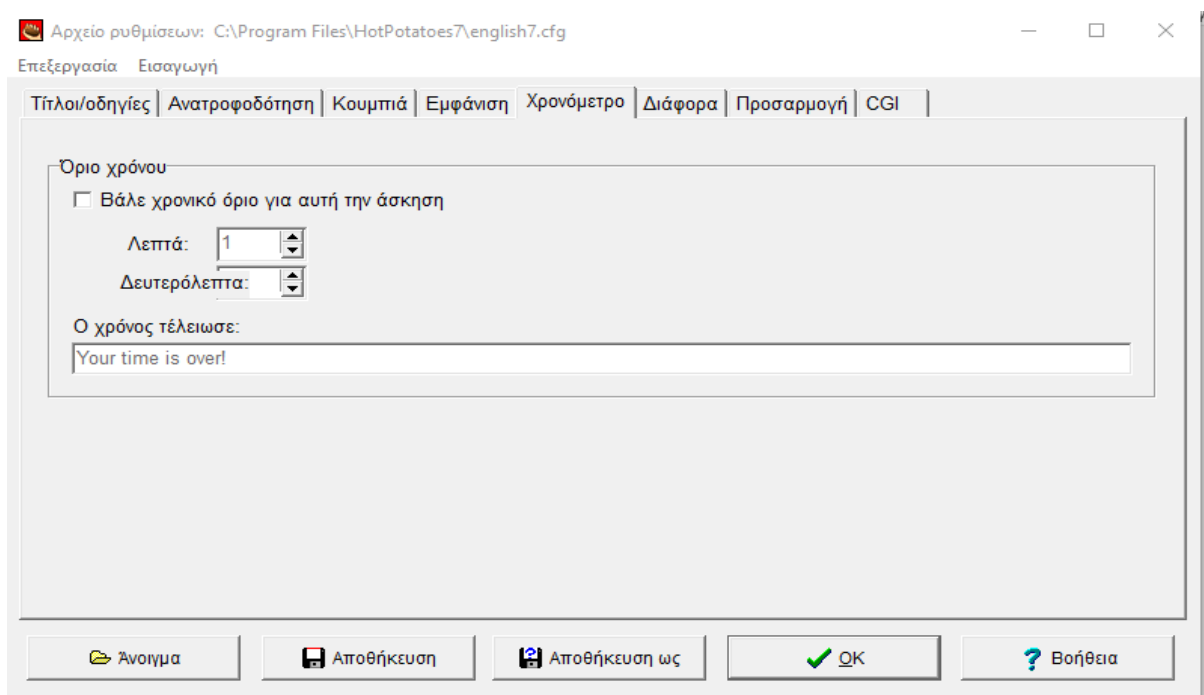 Αρχείο ρυθμίσεων: C:\Program Files\HotPotatoes7\english7.cfg
Επεξεργασία Εισαγωγή
Τίτλοι/οδηγίες Ανατροφοδότηση Κουμπιά Εμφάνιση Χρονόμετρο Διάφορα Προσαρμογή CGI
Όριο χρόνου
Βάλε χρονικό όριο για αυτή την άσκηση
Λεπτά: 1
Δευτερόλεπτα:
Ο χρόνος τέλειωσε:
Your time is over!
Άνοιγμα Αποθήκευση Αποθήκευση ως OK Βοήθεια